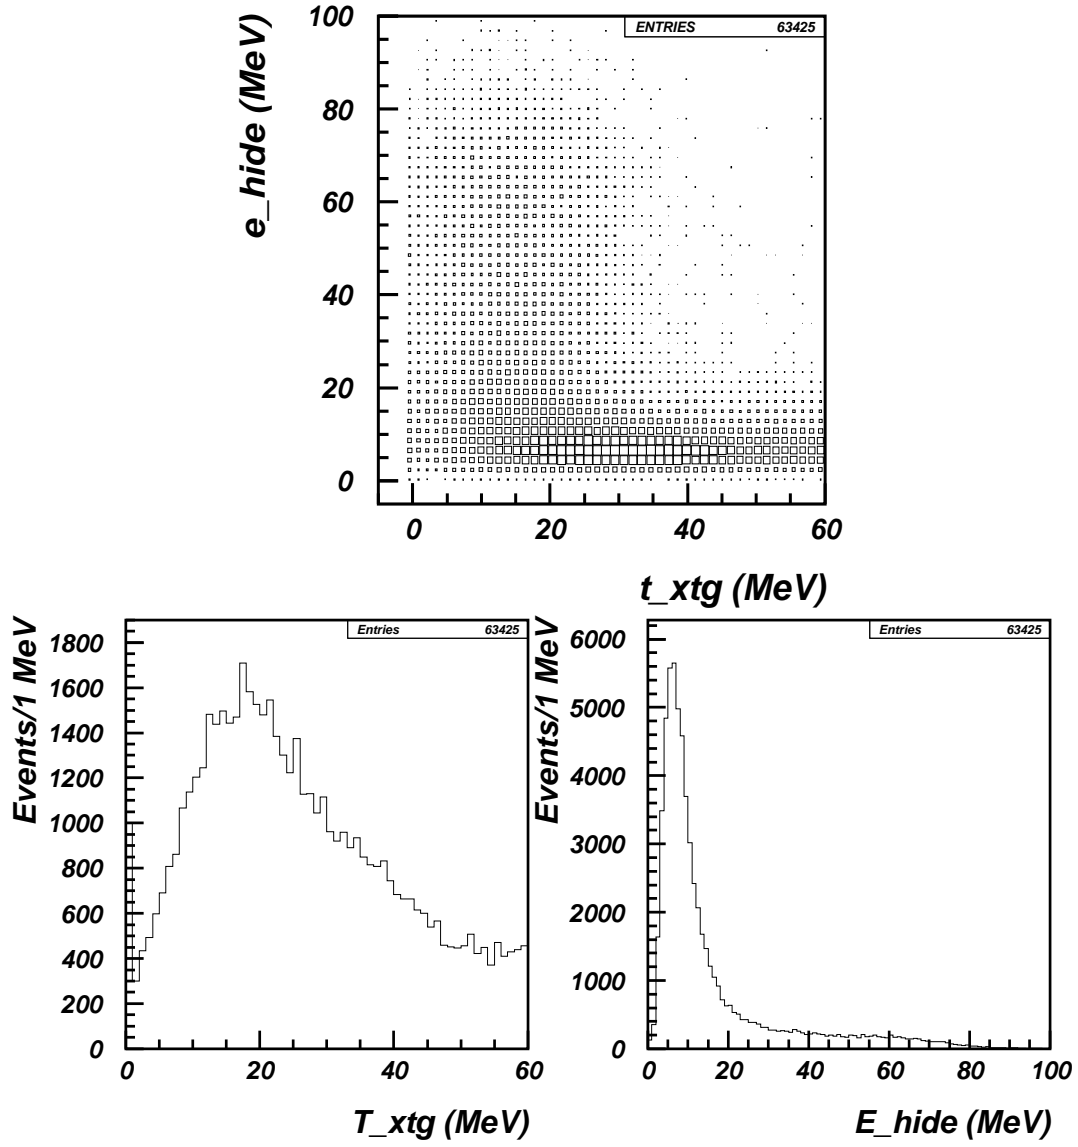 100
80
60
40
20
0
e_hide (MeV)
ENTRIES 63425
0 20 40 60
t_xtg (MeV)
1800
1600
1400
1200
1000
800
600
400
200
0
Events/1 MeV
Entries 63425
0 20 40 60
T_xtg (MeV)
6000
5000
4000
3000
2000
1000
0
Events/1 MeV
Entries 63425
0 20 40 60 80 100
E_hide (MeV)